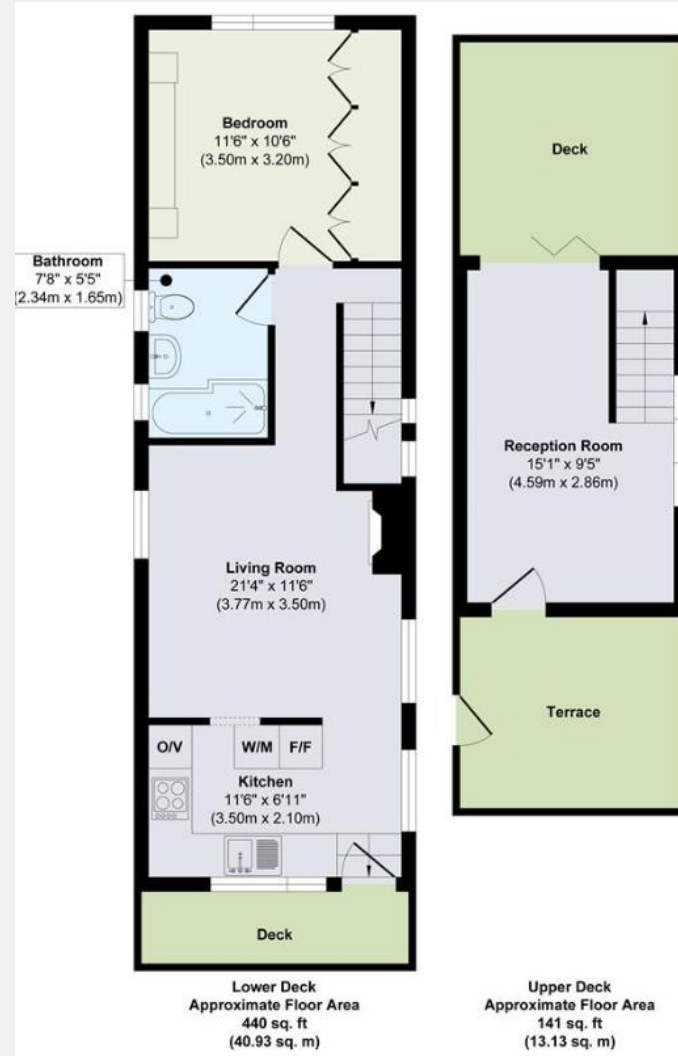 Bedroom
11'6" x 10'6"
(3.50m x 3.20m)
Bathroom
7'8" x 5'5"
(2.34m x 1.65m)
Living Room
21'4" x 11'6"
(3.77m x 3.50m)
O/V
W/M
F/F
Kitchen
11'6" x 6'11"
(3.50m x 2.10m)
Deck
Lower Deck
Approximate Floor Area
440 sq. ft
(40.93 sq. m)
Deck
Reception Room
15'1" x 9'5"
(4.59m x 2.86m)
Terrace
Upper Deck
Approximate Floor Area
141 sq. ft
(13.13 sq. m)